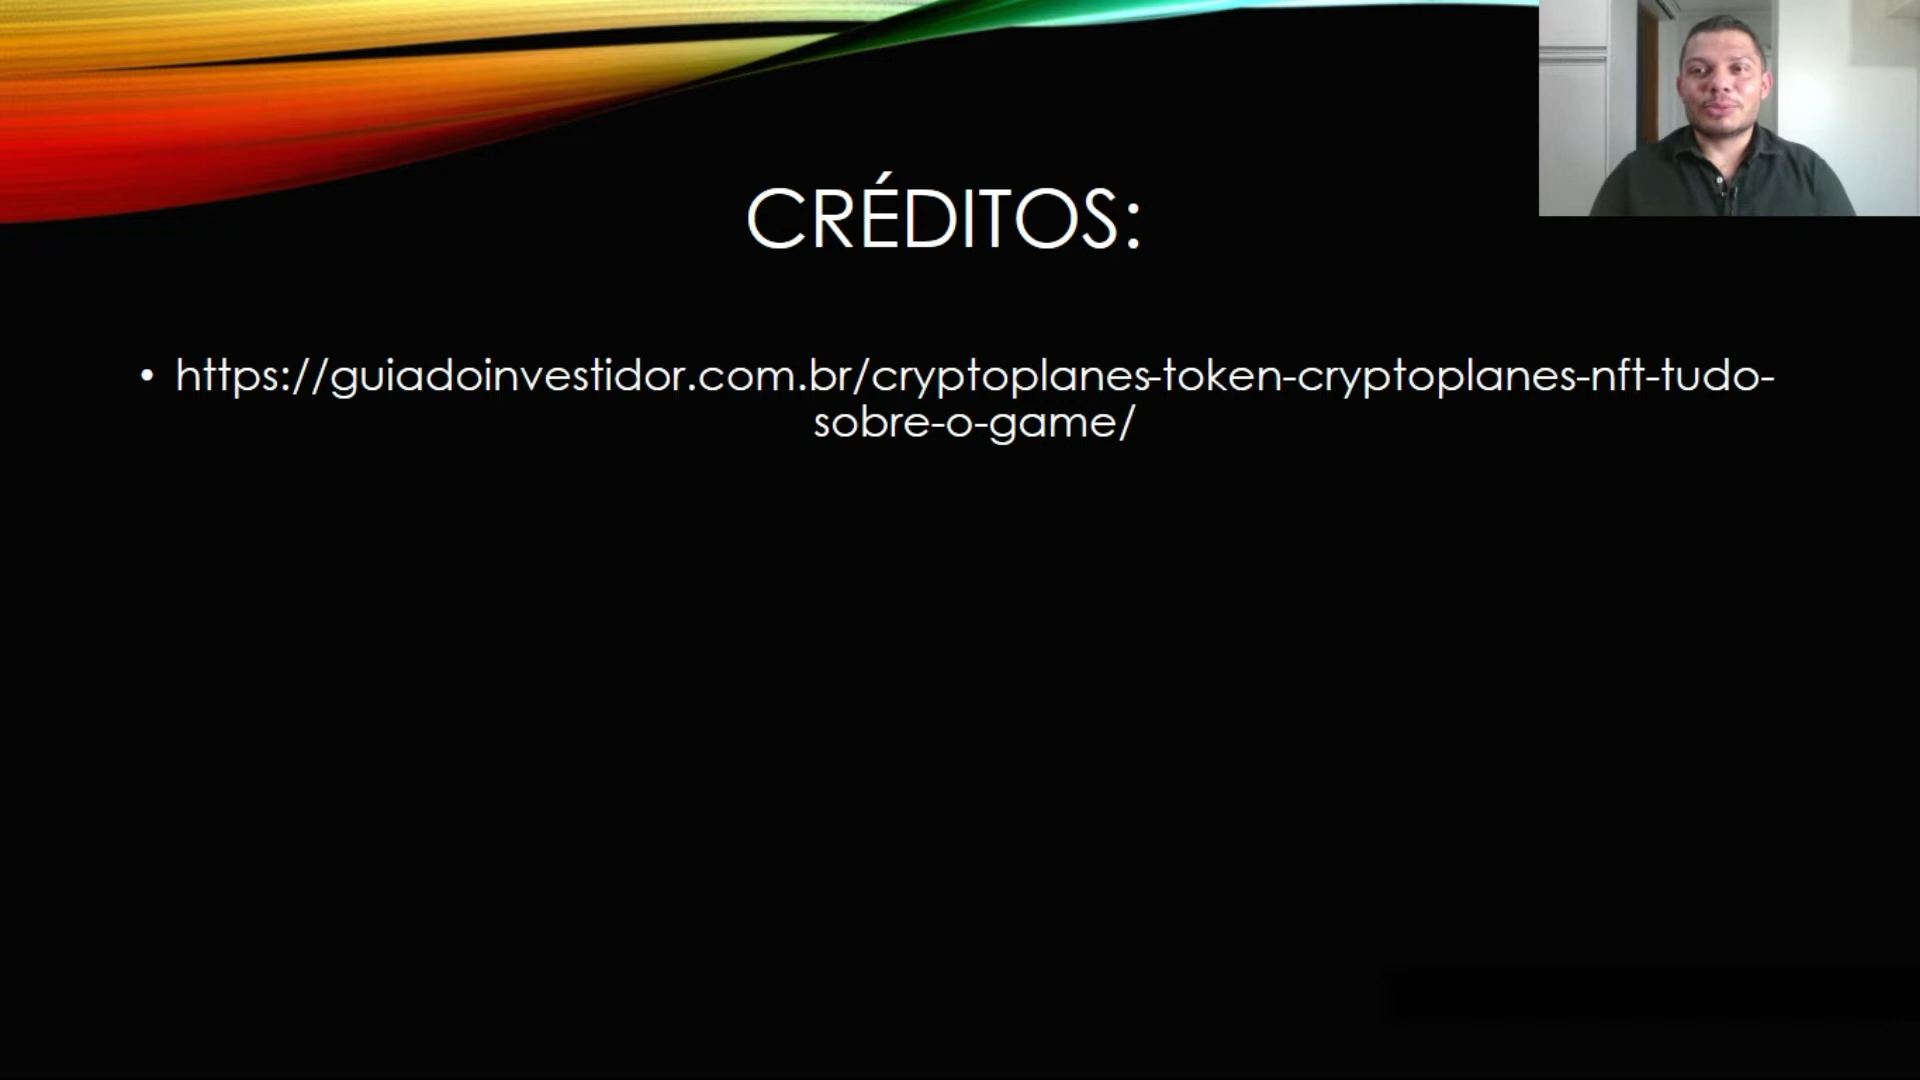 CRÉDITOS:
• https://guiadoinvestidor.com.br/cryptoplanes-token-cryptoplanes-nft-tudo-
sobre-o-game/